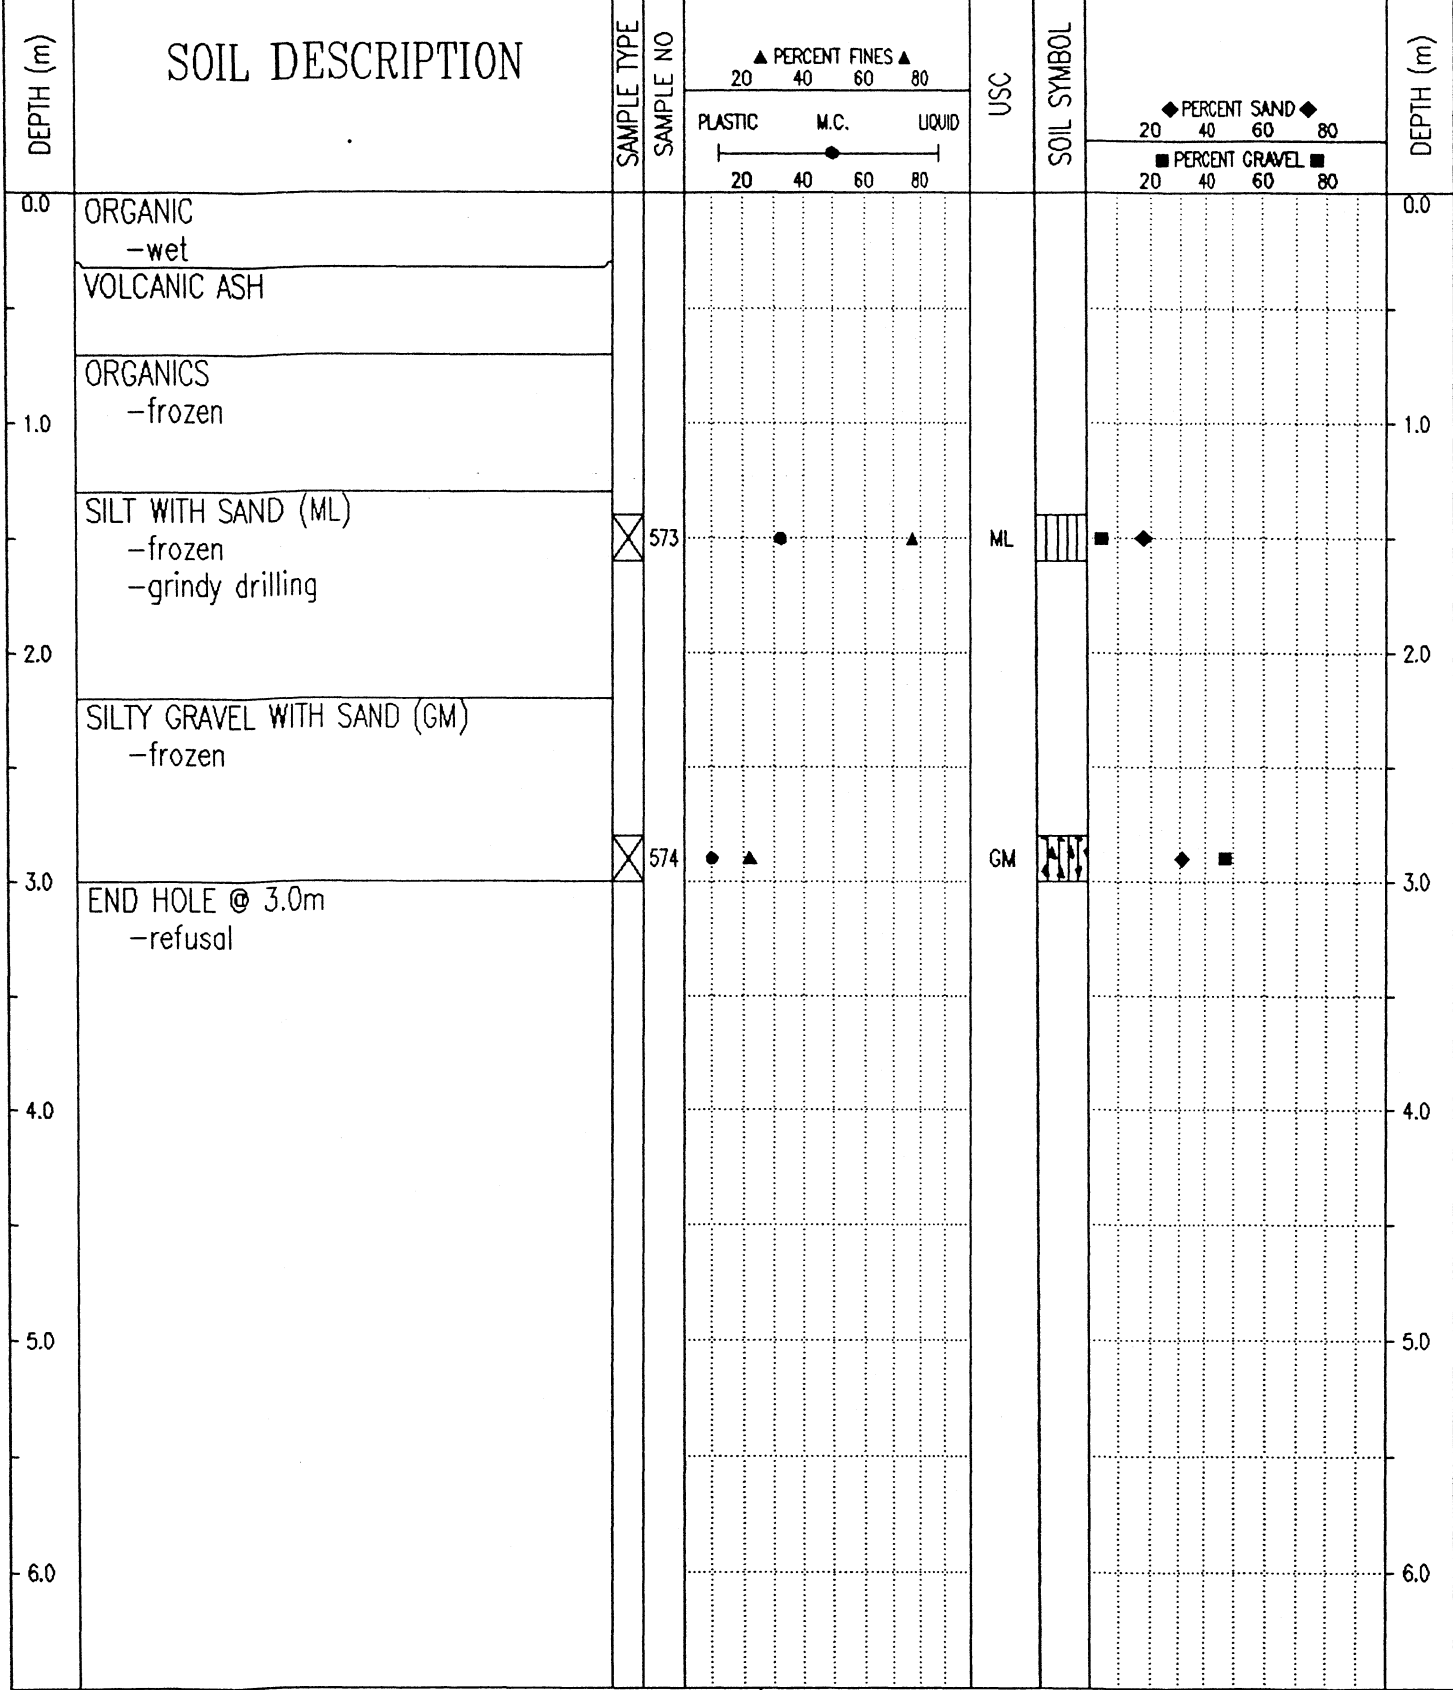 DEPTH (m)
SOIL DESCRIPTION
SAMPLE TYPE
SAMPLE NO
▲ PERCENT FINES ▲
20 40 60 80
PLASTIC M.C. LIQUID
20 40 60 80
USC
SOIL SYMBOL
◆ PERCENT SAND ◆
20 40 60 80
■ PERCENT GRAVEL ■
20 40 60 80
DEPTH (m)
0.0 ORGANIC 0.0
-wet
VOLCANIC ASH
ORGANICS
-frozen
1.0 1.0
SILT WITH SAND (ML)
-frozen 573 ML
-grindy drilling
2.0 2.0
SILTY GRAVEL WITH SAND (GM)
-frozen
574 GM
3.0 3.0
END HOLE @ 3.0m
-refusal
4.0 4.0
5.0 5.0
6.0 6.0